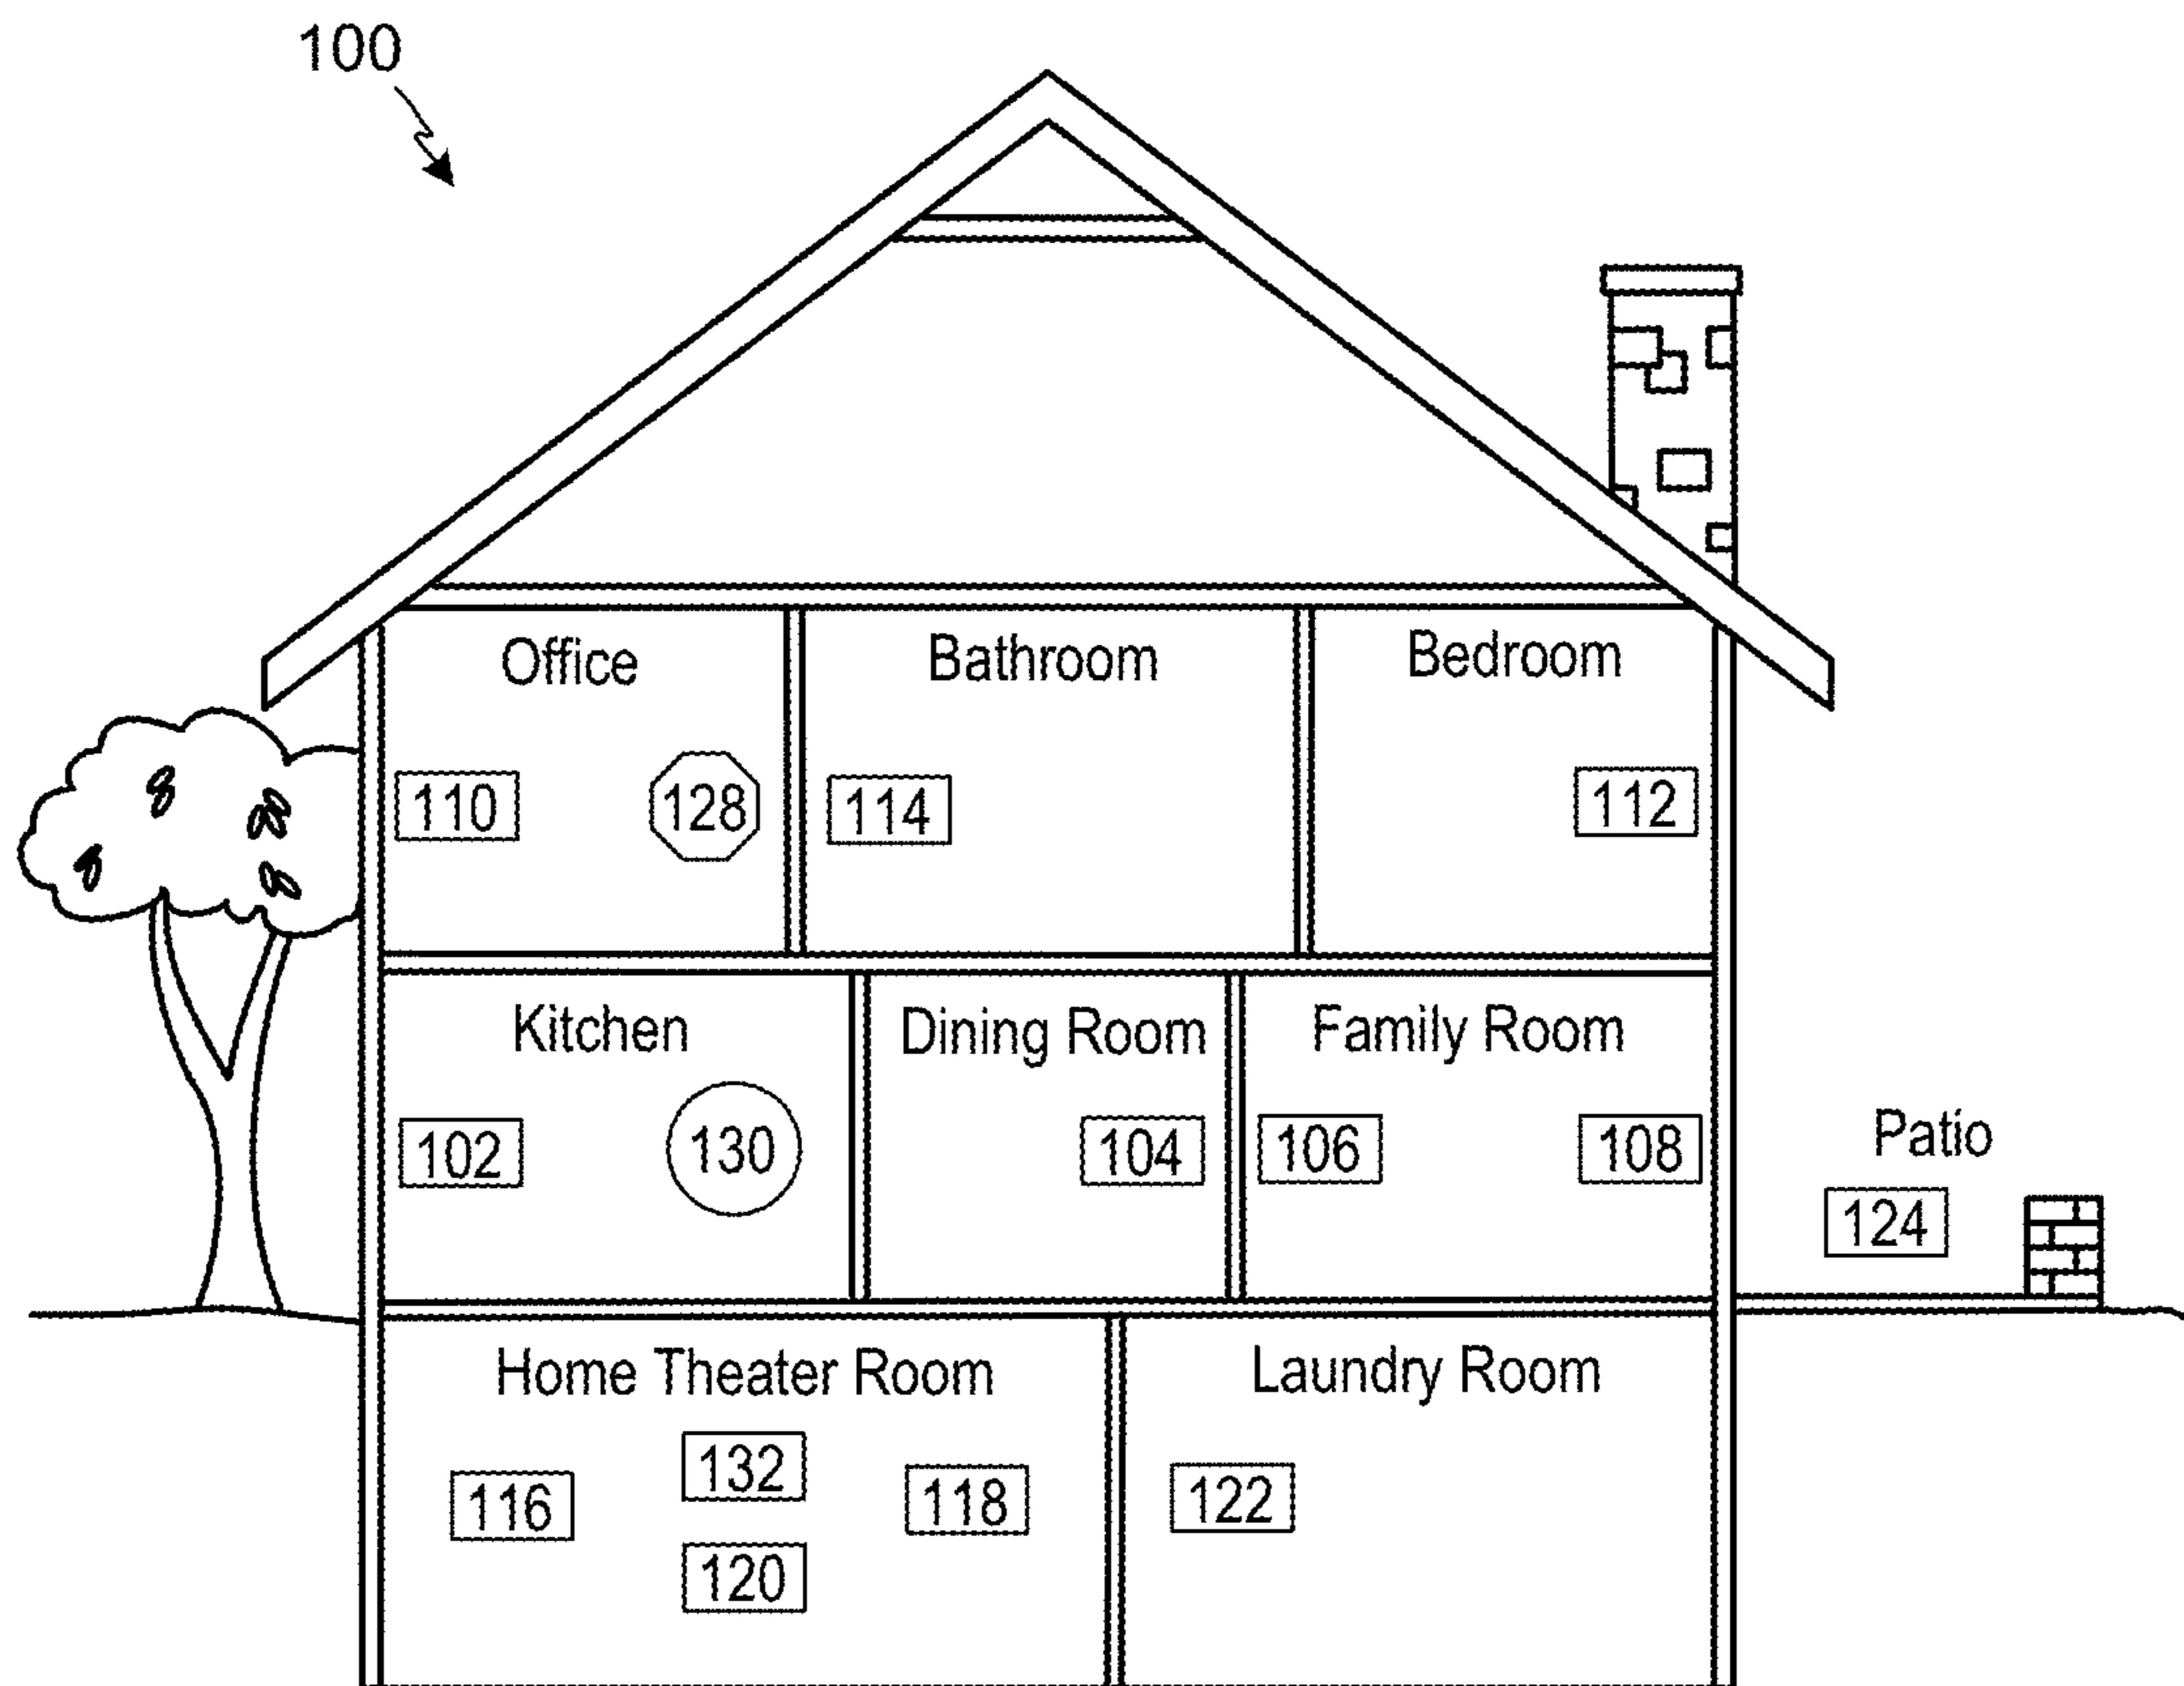 100
Office
Bathroom
Bedroom
110
128
114
112
Kitchen
Dining Room
Family Room
102
130
104
106
108
Patio
124
Home Theater Room
Laundry Room
132
116
118
122
120